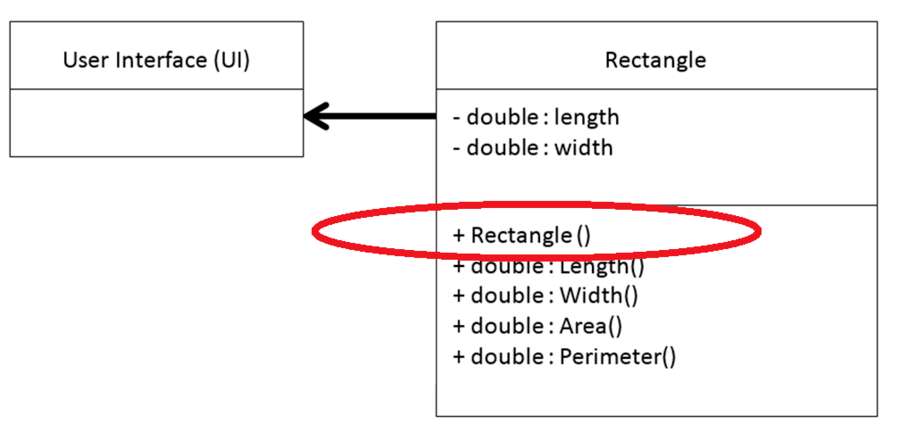 User Interface (UI)
Rectangle
- double : length
- double : width
+ Rectangle ()
+ double : Length()
+ double : Width()
+ double : Area()
+ double : Perimeter()